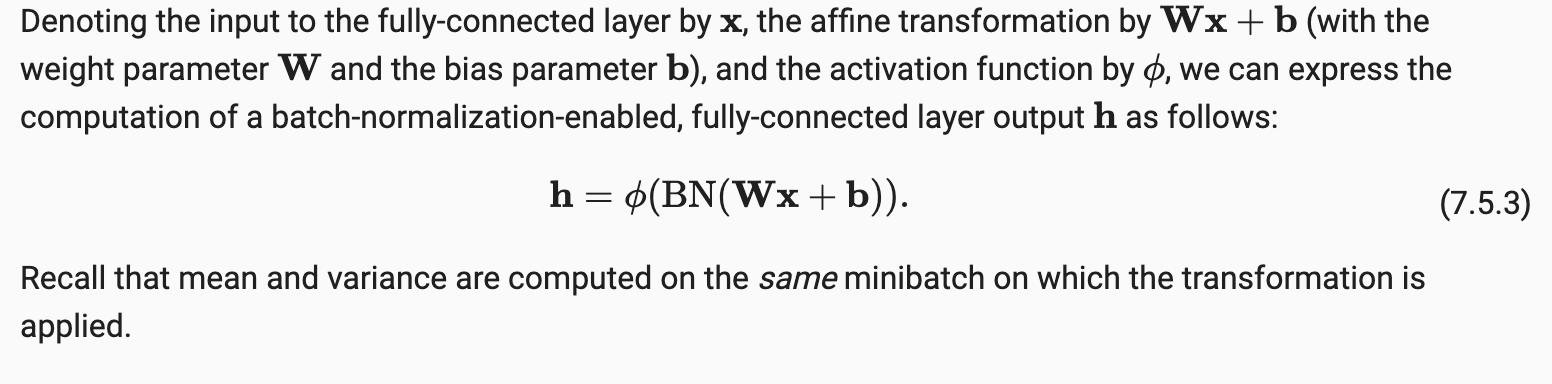 Denoting the input to the fully-connected layer by x, the affine transformation by Wx + b (with the
weight parameter W and the bias parameter b), and the activation function by ϕ, we can express the
computation of a batch-normalization-enabled, fully-connected layer output h as follows:
h = ϕ(BN(Wx + b)). (7.5.3)
Recall that mean and variance are computed on the same minibatch on which the transformation is
applied.